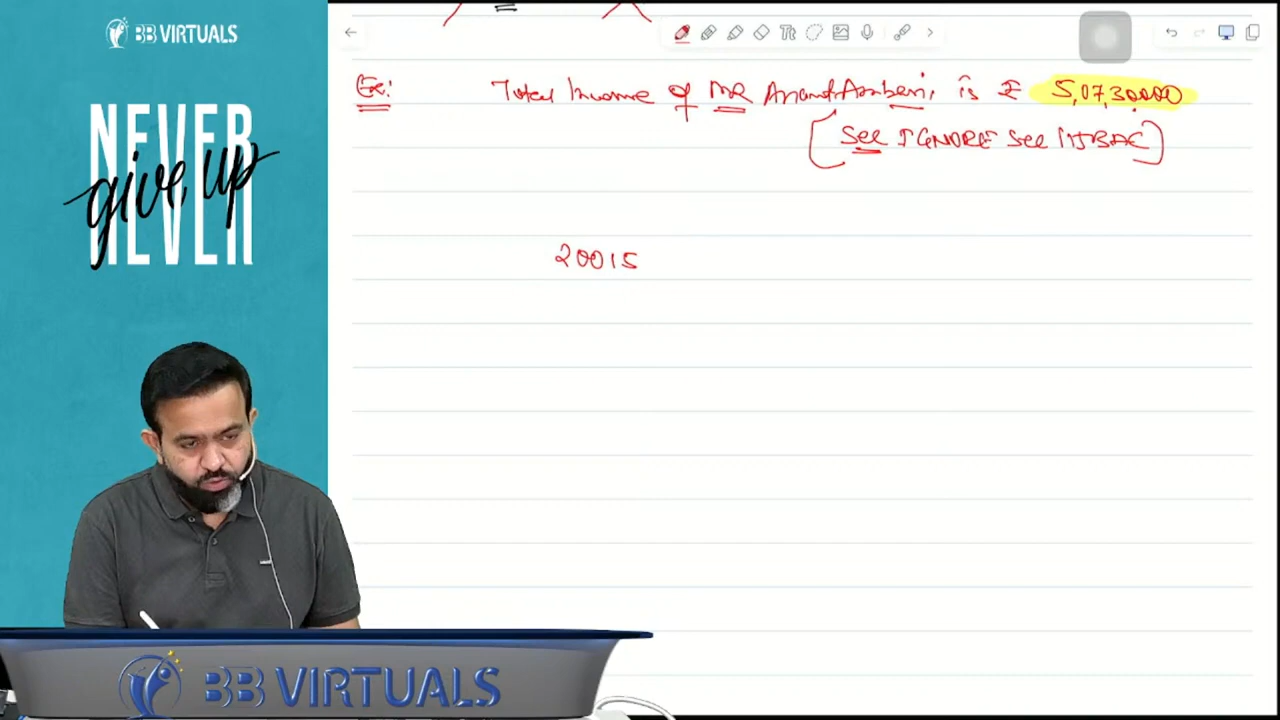 BB VIRTUALS
NEVER
give up
NEVER
Ex: Total Income of MR Anand Ambani is ₹ 5,07,30,000
[See IGNORE See 115BAC]
20015
BB VIRTUALS